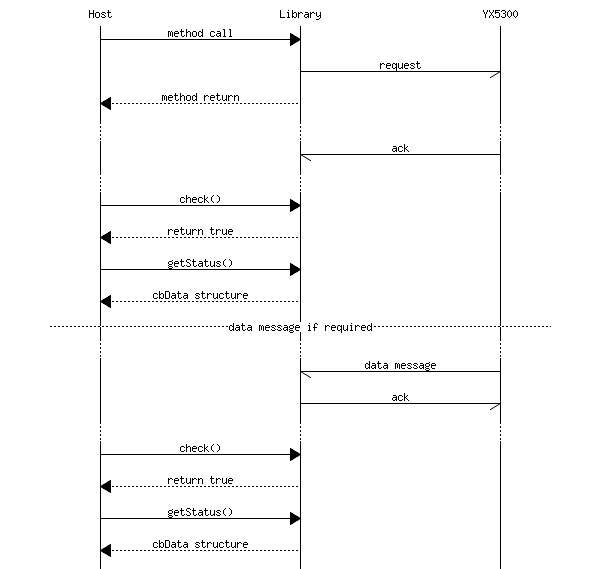 Host Library YX5300
method call
request
method return
ack
check()
return true
getStatus()
cbData structure
data message if required
data message
ack
check()
return true
getStatus()
cbData structure